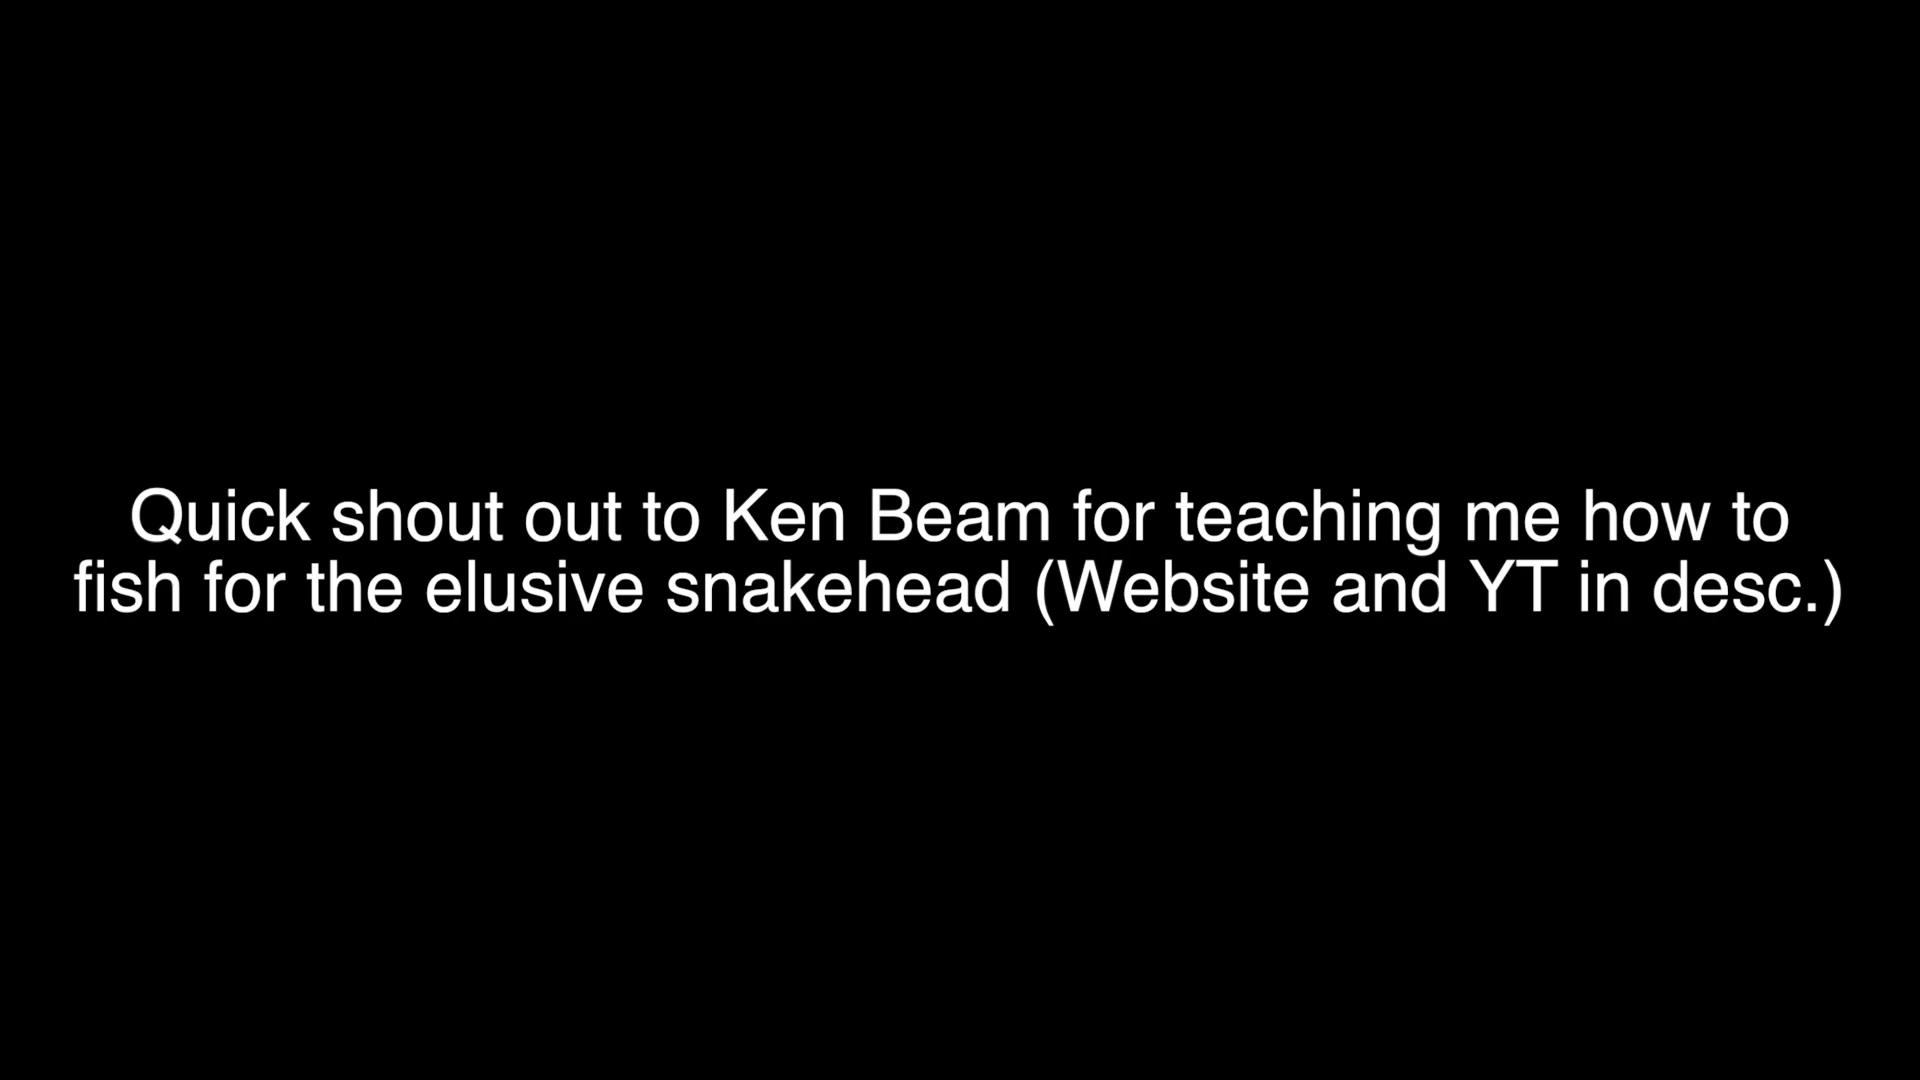 Quick shout out to Ken Beam for teaching me how to
fish for the elusive snakehead (Website and YT in desc.)